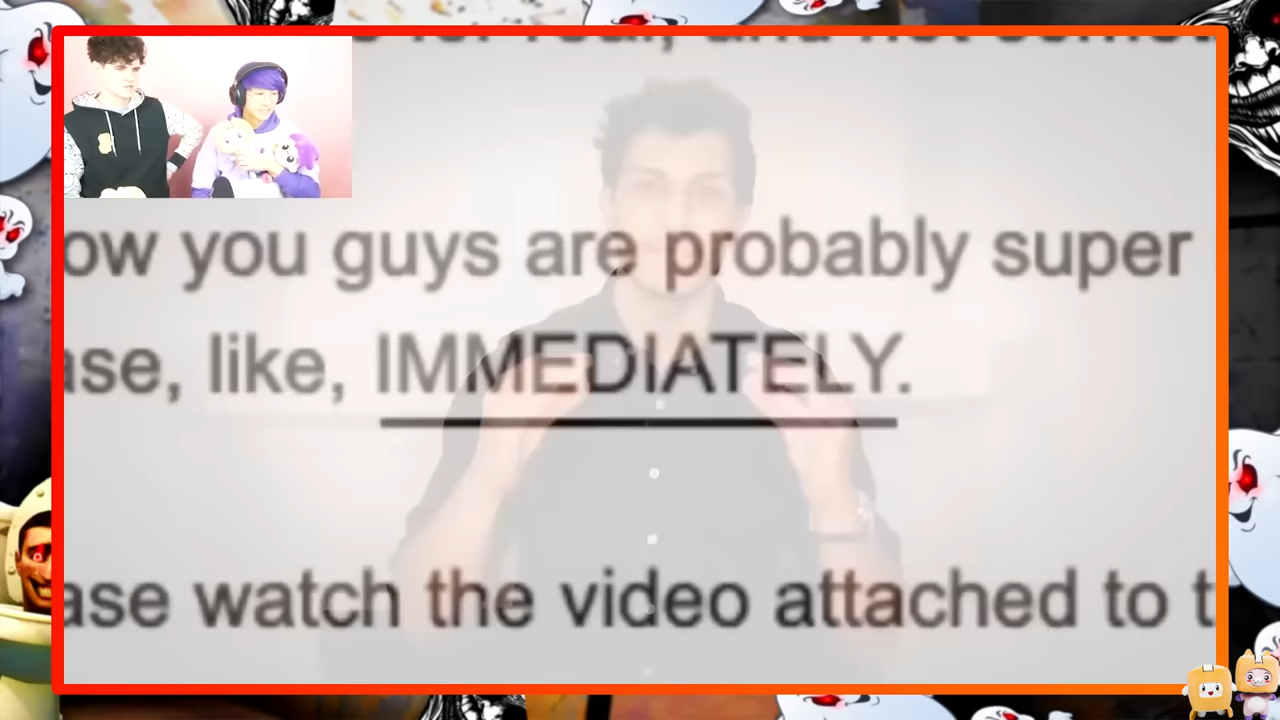 ow you guys are probably super
ase, like, IMMEDIATELY.
ase watch the video attached to t